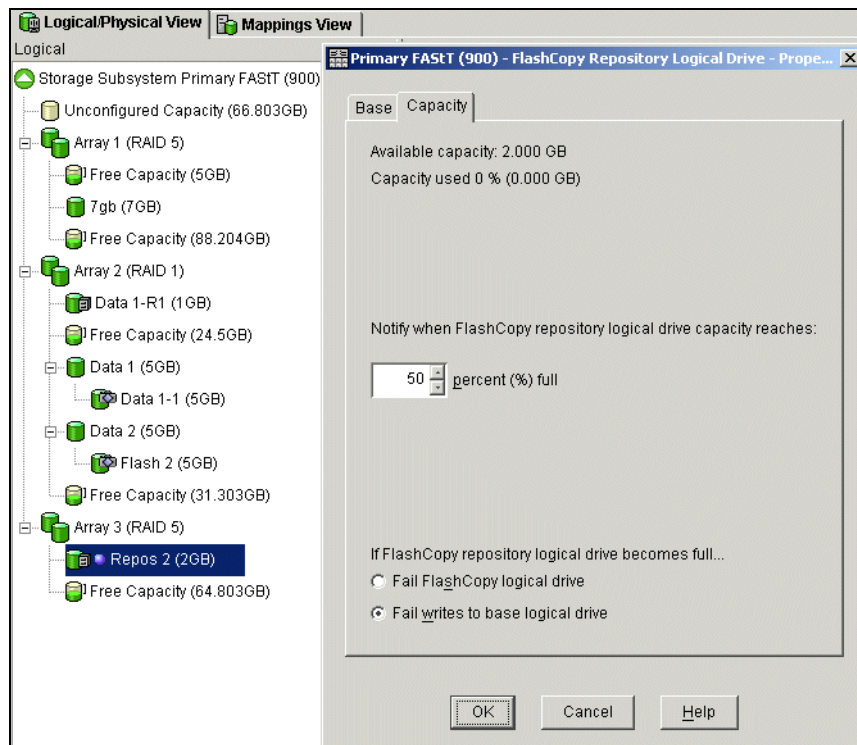 Logical/Physical View
Mappings View
Logical
Storage Subsystem Primary FAStT (900)
Unconfigured Capacity (66.803GB)
Array 1 (RAID 5)
Free Capacity (5GB)
7gb (7GB)
Free Capacity (88.204GB)
Array 2 (RAID 1)
Data 1-R1 (1GB)
Free Capacity (24.5GB)
Data 1 (5GB)
Data 1-1 (5GB)
Data 2 (5GB)
Flash 2 (5GB)
Free Capacity (31.303GB)
Array 3 (RAID 5)
Repos 2 (2GB)
Free Capacity (64.803GB)
Primary FAStT (900) - FlashCopy Repository Logical Drive - Prope...
Base
Capacity
Available capacity: 2.000 GB
Capacity used 0 % (0.000 GB)
Notify when FlashCopy repository logical drive capacity reaches:
50 percent (%) full
If FlashCopy repository logical drive becomes full...
Fail FlashCopy logical drive
Fail writes to base logical drive
OK
Cancel
Help